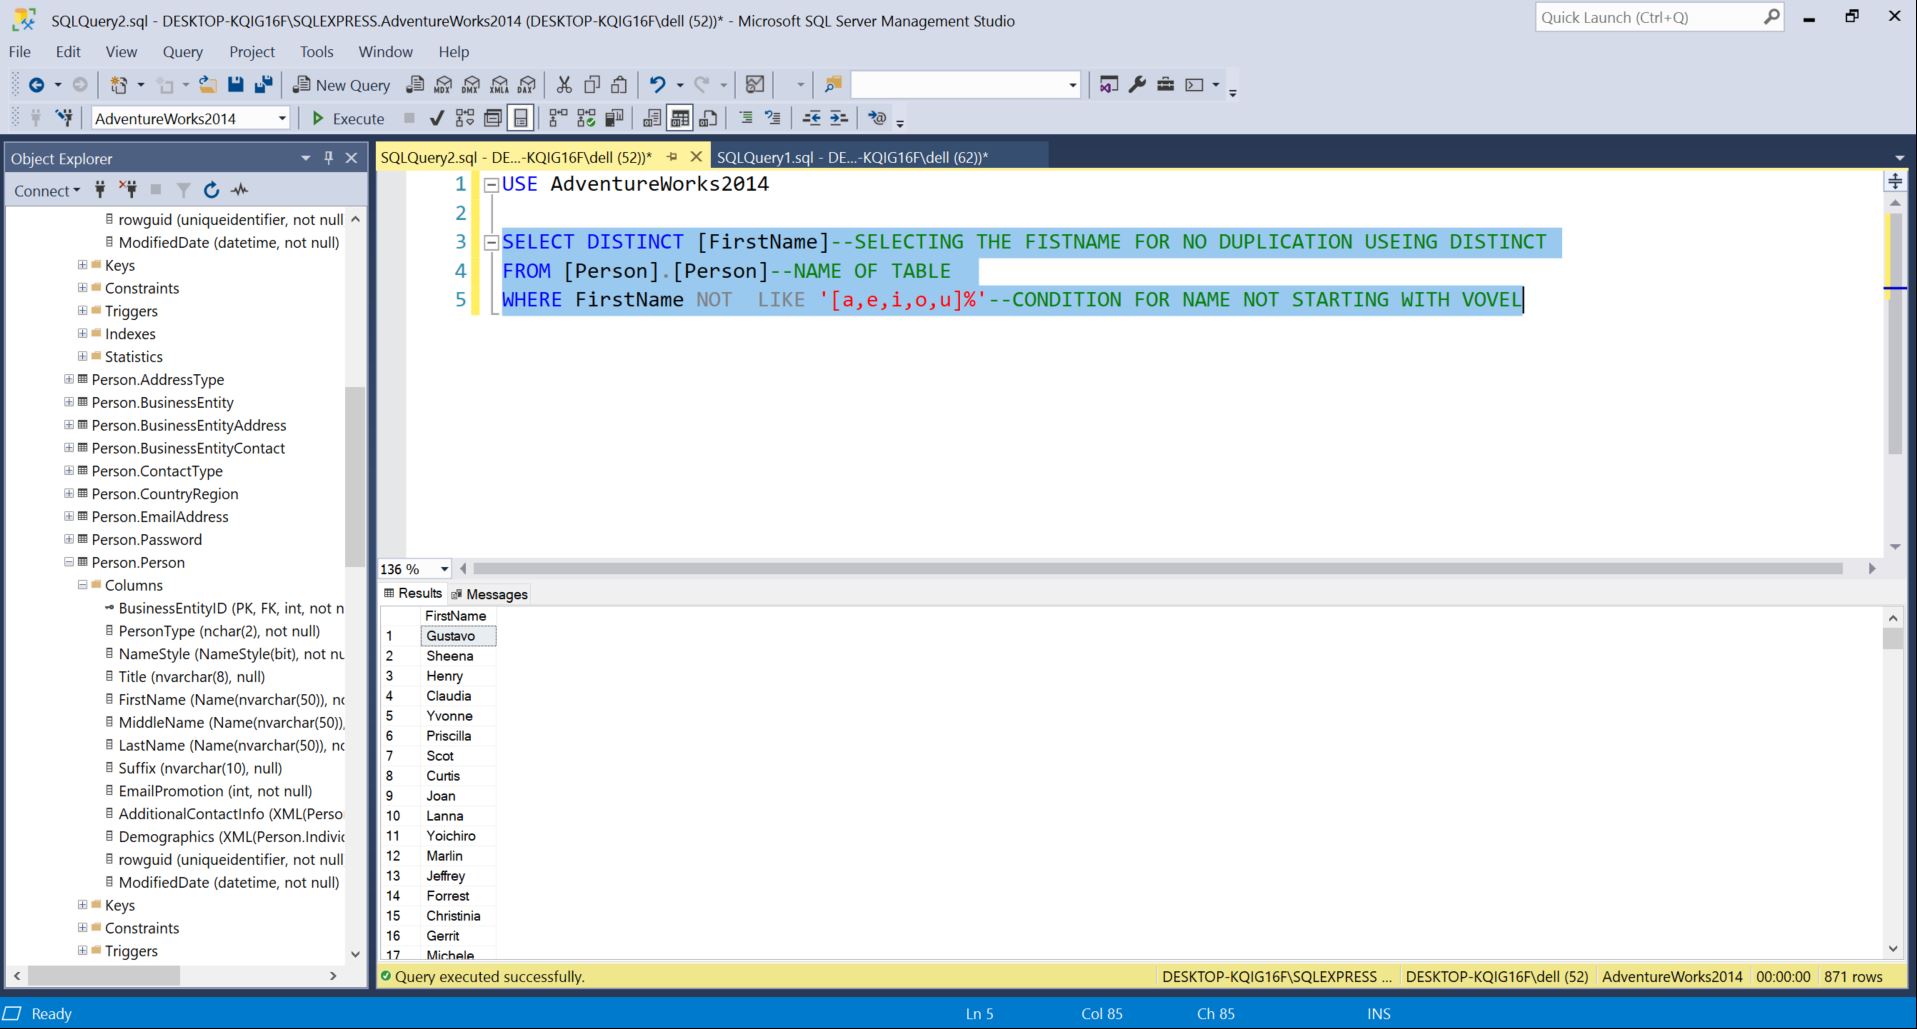 SQLQuery2.sql - DESKTOP-KQIG16F\SQLEXPRESS.AdventureWorks2014 (DESKTOP-KQIG16F\dell (52))* - Microsoft SQL Server Management Studio
Quick Launch (Ctrl+Q)
File Edit View Query Project Tools Window Help
New Query MDX DMX XMLA DAX
AdventureWorks2014 Execute
Object Explorer
Connect
rowguid (uniqueidentifier, not null
ModifiedDate (datetime, not null)
Keys
Constraints
Triggers
Indexes
Statistics
Person.AddressType
Person.BusinessEntity
Person.BusinessEntityAddress
Person.BusinessEntityContact
Person.ContactType
Person.CountryRegion
Person.EmailAddress
Person.Password
Person.Person
Columns
BusinessEntityID (PK, FK, int, not n
PersonType (nchar(2), not null)
NameStyle (NameStyle(bit), not nu
Title (nvarchar(8), null)
FirstName (Name(nvarchar(50)), no
MiddleName (Name(nvarchar(50)),
LastName (Name(nvarchar(50)), no
Suffix (nvarchar(10), null)
EmailPromotion (int, not null)
AdditionalContactInfo (XML(Perso
Demographics (XML(Person.Individ
rowguid (uniqueidentifier, not null
ModifiedDate (datetime, not null)
Keys
Constraints
Triggers
SQLQuery2.sql - DE...-KQIG16F\dell (52))* SQLQuery1.sql - DE...-KQIG16F\dell (62))*
1 USE AdventureWorks2014
2
3 SELECT DISTINCT [FirstName]--SELECTING THE FISTNAME FOR NO DUPLICATION USEING DISTINCT
4 FROM [Person].[Person]--NAME OF TABLE
5 WHERE FirstName NOT  LIKE '[a,e,i,o,u]%'--CONDITION FOR NAME NOT STARTING WITH VOVEL
136 %
Results Messages
FirstName
1 Gustavo
2 Sheena
3 Henry
4 Claudia
5 Yvonne
6 Priscilla
7 Scot
8 Curtis
9 Joan
10 Lanna
11 Yoichiro
12 Marlin
13 Jeffrey
14 Forrest
15 Christinia
16 Gerrit
17 Michele
Query executed successfully. DESKTOP-KQIG16F\SQLEXPRESS ... DESKTOP-KQIG16F\dell (52) AdventureWorks2014 00:00:00 871 rows
Ready Ln 5 Col 85 Ch 85 INS